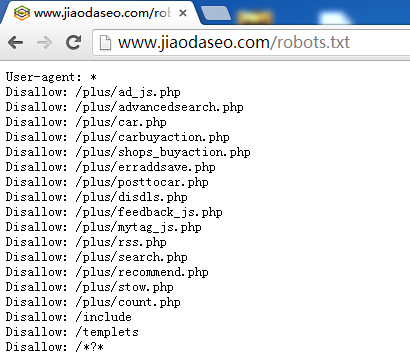 www.jiaodaseo.com/rob
www.jiaodaseo.com/robots.txt
User-agent: *
Disallow: /plus/ad_js.php
Disallow: /plus/advancedsearch.php
Disallow: /plus/car.php
Disallow: /plus/carbuyaction.php
Disallow: /plus/shops_buyaction.php
Disallow: /plus/erraddsave.php
Disallow: /plus/posttocar.php
Disallow: /plus/disdls.php
Disallow: /plus/feedback_js.php
Disallow: /plus/mytag_js.php
Disallow: /plus/rss.php
Disallow: /plus/search.php
Disallow: /plus/recommend.php
Disallow: /plus/stow.php
Disallow: /plus/count.php
Disallow: /include
Disallow: /templets
Disallow: /*?*